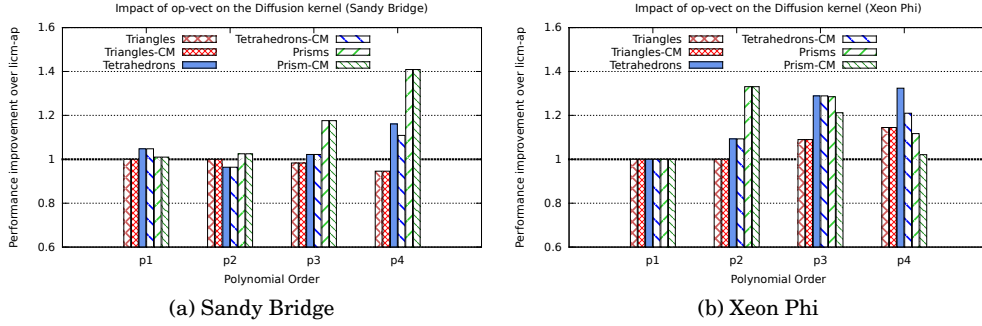 Impact of op-vect on the Diffusion kernel (Sandy Bridge)
Performance improvement over licm-ap
1.6
1.4
1.2
1
0.8
0.6
Triangles
Triangles-CM
Tetrahedrons
Tetrahedrons-CM
Prisms
Prism-CM
p1 p2 p3 p4
Polynomial Order
(a) Sandy Bridge
Impact of op-vect on the Diffusion kernel (Xeon Phi)
Performance improvement over licm-ap
1.6
1.4
1.2
1
0.8
0.6
Triangles
Triangles-CM
Tetrahedrons
Tetrahedrons-CM
Prisms
Prism-CM
p1 p2 p3 p4
Polynomial Order
(b) Xeon Phi